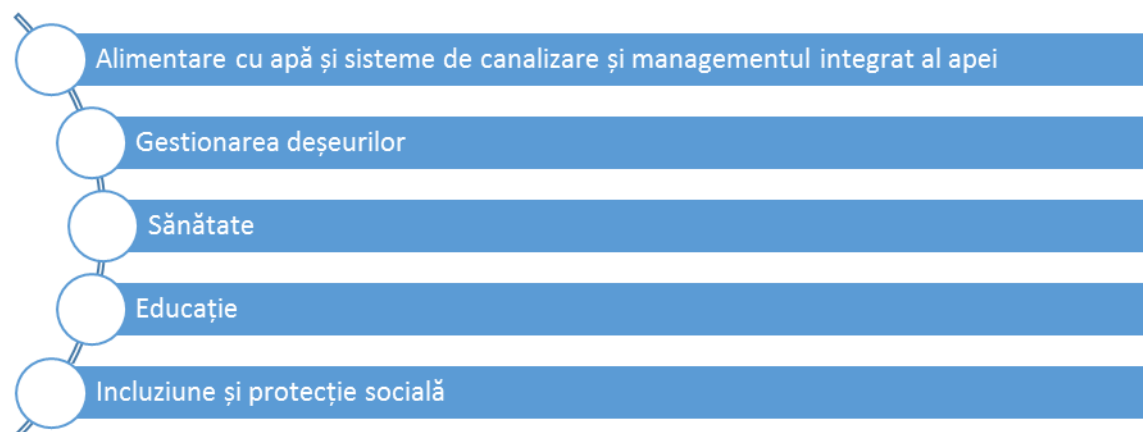 Alimentare cu apă și sisteme de canalizare și managementul integrat al apei
Gestionarea deșeurilor
Sănătate
Educație
Incluziune și protecție socială